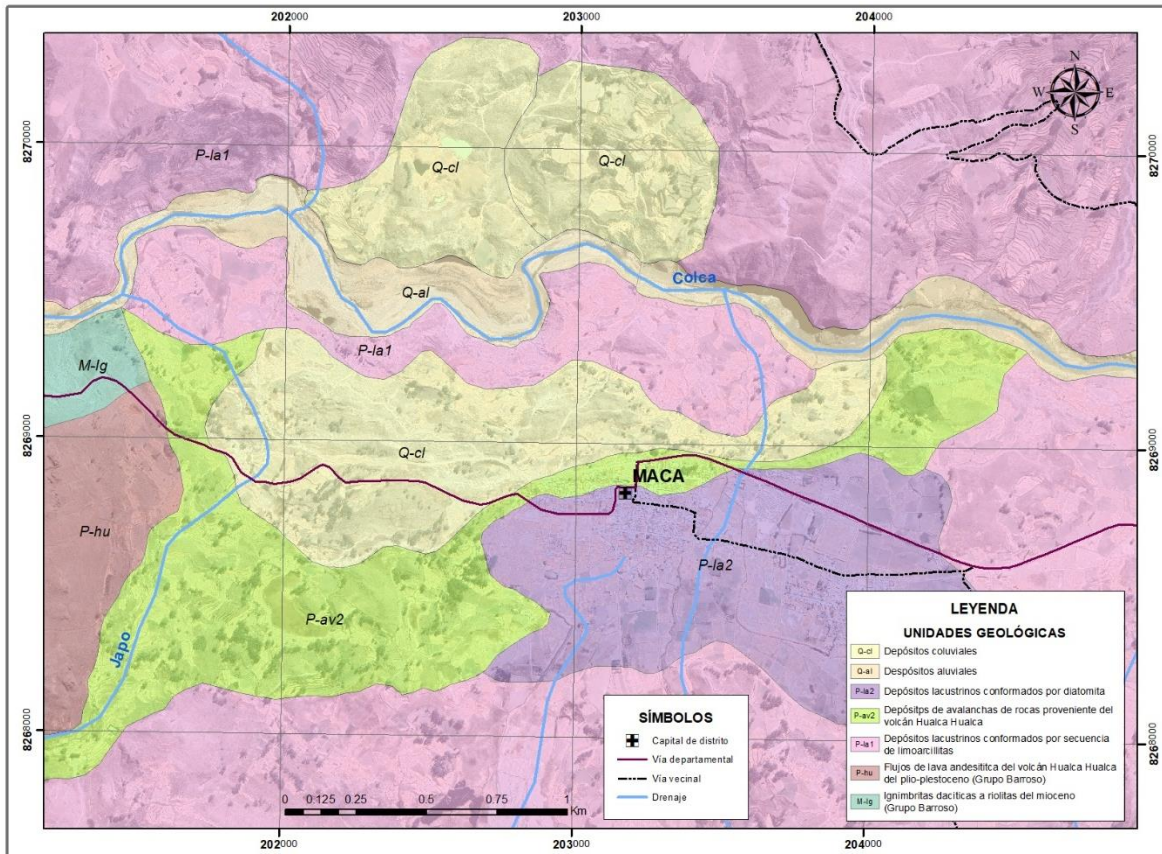 202000
203000
204000
N
W
E
S
8270000
8270000
P-la1
Q-cl
Q-cl
Colca
Q-al
P-la1
M-Ig
8269000
8269000
Q-cl
MACA
P-hu
P-la2
P-av2
Japo
LEYENDA
UNIDADES GEOLÓGICAS
Q-cl Depósitos coluviales
Q-al Despósitos aluviales
P-la2 Depósitos lacustrinos conformados por diatomita
P-av2 Depósitps de avalanchas de rocas proveniente del
volcán Hualca Hualca
P-la1 Depósitos lacustrinos conformados por secuencia
de limoarcillitas
P-hu Flujos de lava andesititca del volcán Hualca Hualca
del plio-plestoceno (Grupo Barroso)
M-Ig Ignimbritas daciticas a riolitas del mioceno
(Grupo Barroso)
SÍMBOLOS
Capital de distrito
Vía departamental
Vía vecinal
Drenaje
8268000
8268000
0 0.125 0.25 0.5 0.75 1
Km
202000
203000
204000